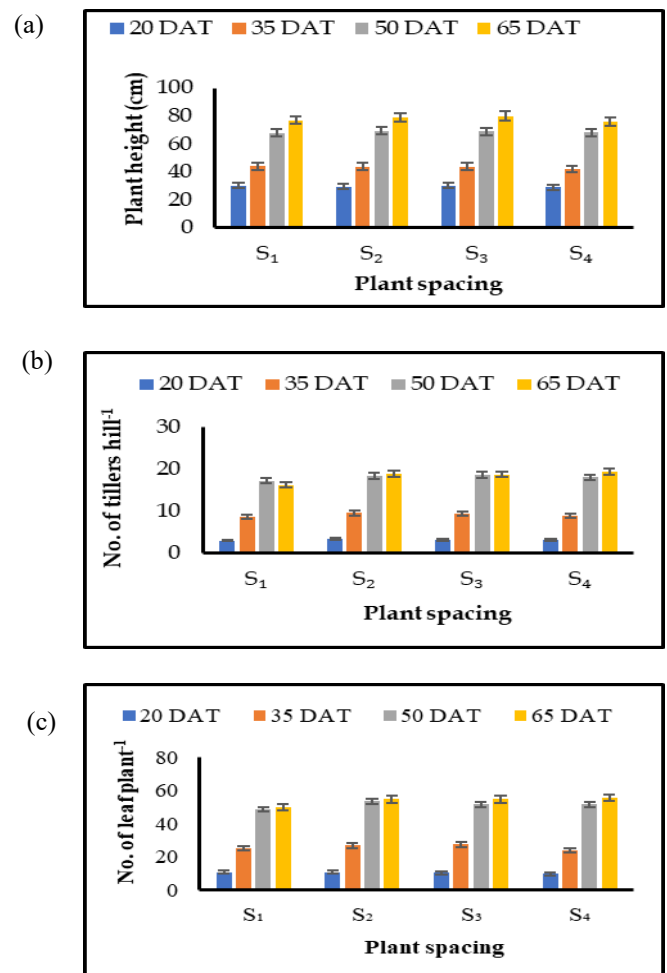 (a)
20 DAT 35 DAT 50 DAT 65 DAT
Plant height (cm)
100
80
60
40
20
0
S₁ S₂ S₃ S₄
Plant spacing
(b)
20 DAT 35 DAT 50 DAT 65 DAT
No. of tillers hill⁻¹
30
20
10
0
S₁ S₂ S₃ S₄
Plant spacing
(c)
20 DAT 35 DAT 50 DAT 65 DAT
No. of leaf plant⁻¹
80
60
40
20
0
S₁ S₂ S₃ S₄
Plant spacing